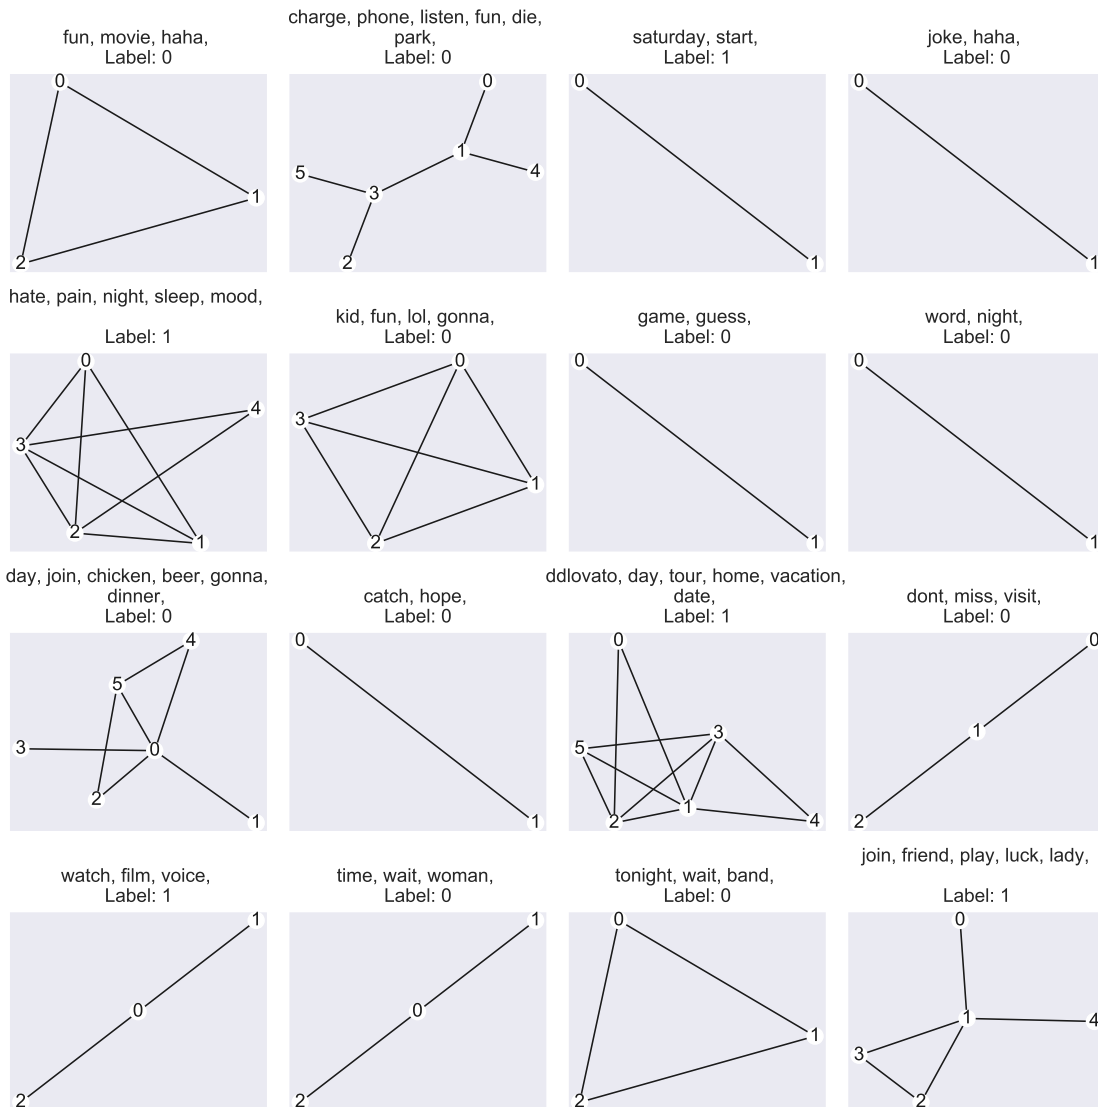 fun, movie, haha,
Label: 0
0
1
2
charge, phone, listen, fun, die,
park,
Label: 0
0
1
4
5
3
2
saturday, start,
Label: 1
0
1
joke, haha,
Label: 0
0
1
hate, pain, night, sleep, mood,
Label: 1
0
4
3
2
1
kid, fun, lol, gonna,
Label: 0
0
3
1
2
game, guess,
Label: 0
0
1
word, night,
Label: 0
0
1
day, join, chicken, beer, gonna,
dinner,
Label: 0
4
5
3
0
2
1
catch, hope,
Label: 0
0
1
ddlovato, day, tour, home, vacation,
date,
Label: 1
0
3
5
1
2
4
dont, miss, visit,
Label: 0
0
1
2
watch, film, voice,
Label: 1
1
0
2
time, wait, woman,
Label: 0
1
0
2
tonight, wait, band,
Label: 0
0
1
2
join, friend, play, luck, lady,
Label: 1
0
1
4
3
2